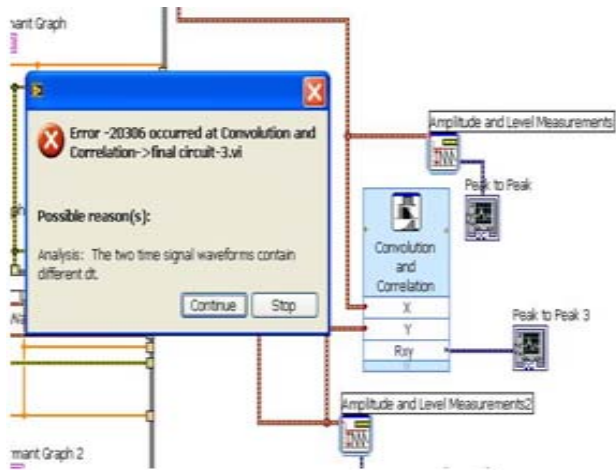 mant Graph
Error -20306 occurred at Convolution and
Correlation->final circuit-3.vi
Possible reason(s):
Analysis: The two time signal waveforms contain
different dt.
Continue
Stop
Amplitude and Level Measurements
Peak to Peak
Convolution
and
Correlation
X
Y
Rxy
Peak to Peak 3
Amplitude and Level Measurements2
mant Graph 2